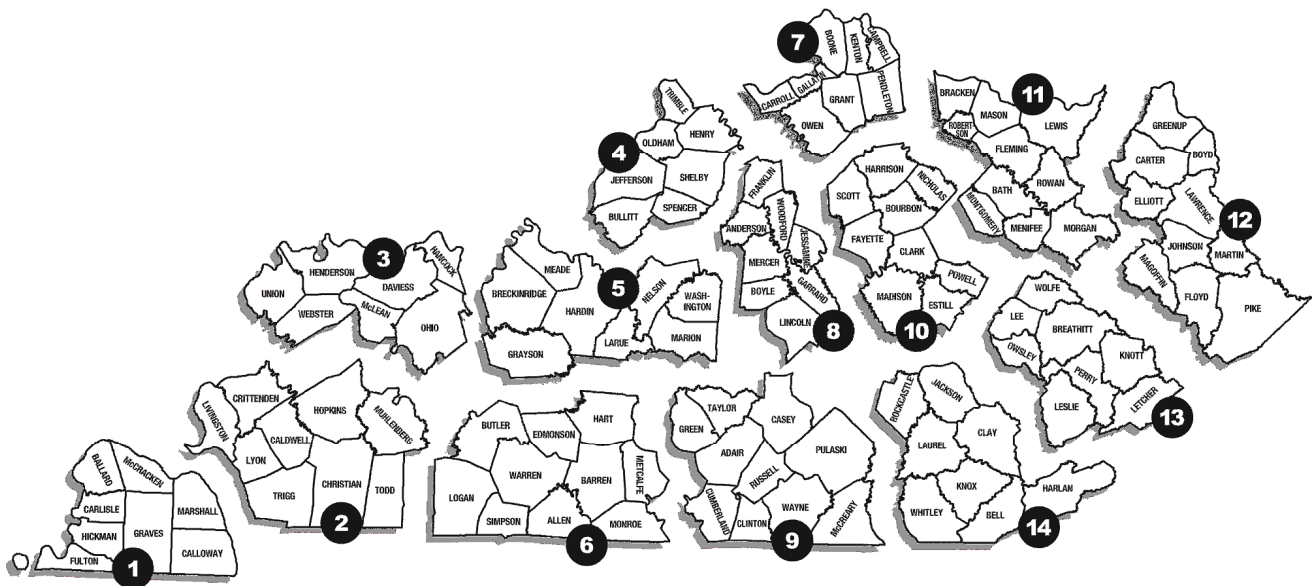 1
BALLARD
McCRACKEN
CARLISLE
HICKMAN
FULTON
GRAVES
MARSHALL
CALLOWAY
2
LIVINGSTON
CRITTENDEN
HOPKINS
MUHLENBERG
LYON
CALDWELL
TRIGG
CHRISTIAN
TODD
3
UNION
HENDERSON
WEBSTER
McLEAN
DAVIESS
HANCOCK
OHIO
4
TRIMBLE
OLDHAM
HENRY
JEFFERSON
SHELBY
BULLITT
SPENCER
5
MEADE
BRECKINRIDGE
HARDIN
NELSON
WASH-
INGTON
GRAYSON
LARUE
MARION
6
BUTLER
EDMONSON
HART
LOGAN
WARREN
BARREN
METCALFE
SIMPSON
ALLEN
MONROE
7
BOONE
KENTON
CAMPBELL
CARROLL
GALLATIN
GRANT
PENDLETON
OWEN
8
FRANKLIN
WOODFORD
ANDERSON
JESSAMINE
MERCER
GARRARD
BOYLE
LINCOLN
9
TAYLOR
GREEN
CASEY
ADAIR
PULASKI
RUSSELL
CUMBERLAND
CLINTON
WAYNE
McCREARY
10
HARRISON
SCOTT
NICHOLAS
BOURBON
FAYETTE
CLARK
MADISON
POWELL
ESTILL
11
BRACKEN
MASON
LEWIS
ROBERT-
SON
FLEMING
BATH
ROWAN
MONTGOMERY
MENIFEE
MORGAN
12
GREENUP
CARTER
BOYD
ELLIOTT
LAWRENCE
JOHNSON
MARTIN
MAGOFFIN
FLOYD
PIKE
13
WOLFE
LEE
BREATHITT
OWSLEY
KNOTT
PERRY
LESLIE
LETCHER
14
ROCKCASTLE
JACKSON
LAUREL
CLAY
KNOX
WHITLEY
BELL
HARLAN